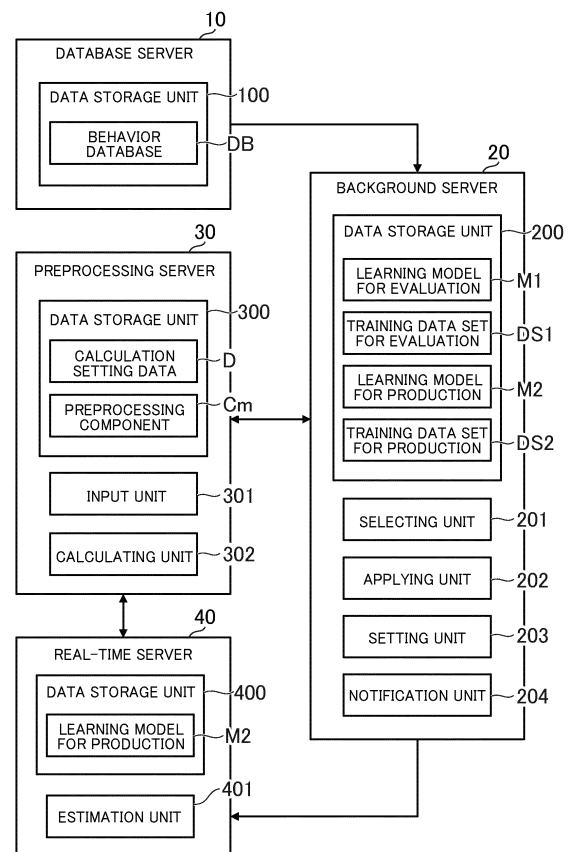 10
DATABASE SERVER
DATA STORAGE UNIT
100
BEHAVIOR
DATABASE
DB
30
PREPROCESSING SERVER
DATA STORAGE UNIT
300
CALCULATION
SETTING DATA
D
PREPROCESSING
COMPONENT
Cm
INPUT UNIT
301
CALCULATING UNIT
302
40
REAL-TIME SERVER
DATA STORAGE UNIT
400
LEARNING MODEL
FOR PRODUCTION
M2
ESTIMATION UNIT
401
20
BACKGROUND SERVER
DATA STORAGE UNIT
200
LEARNING MODEL
FOR EVALUATION
M1
TRAINING DATA SET
FOR EVALUATION
DS1
LEARNING MODEL
FOR PRODUCTION
M2
TRAINING DATA SET
FOR PRODUCTION
DS2
SELECTING UNIT
201
APPLYING UNIT
202
SETTING UNIT
203
NOTIFICATION UNIT
204